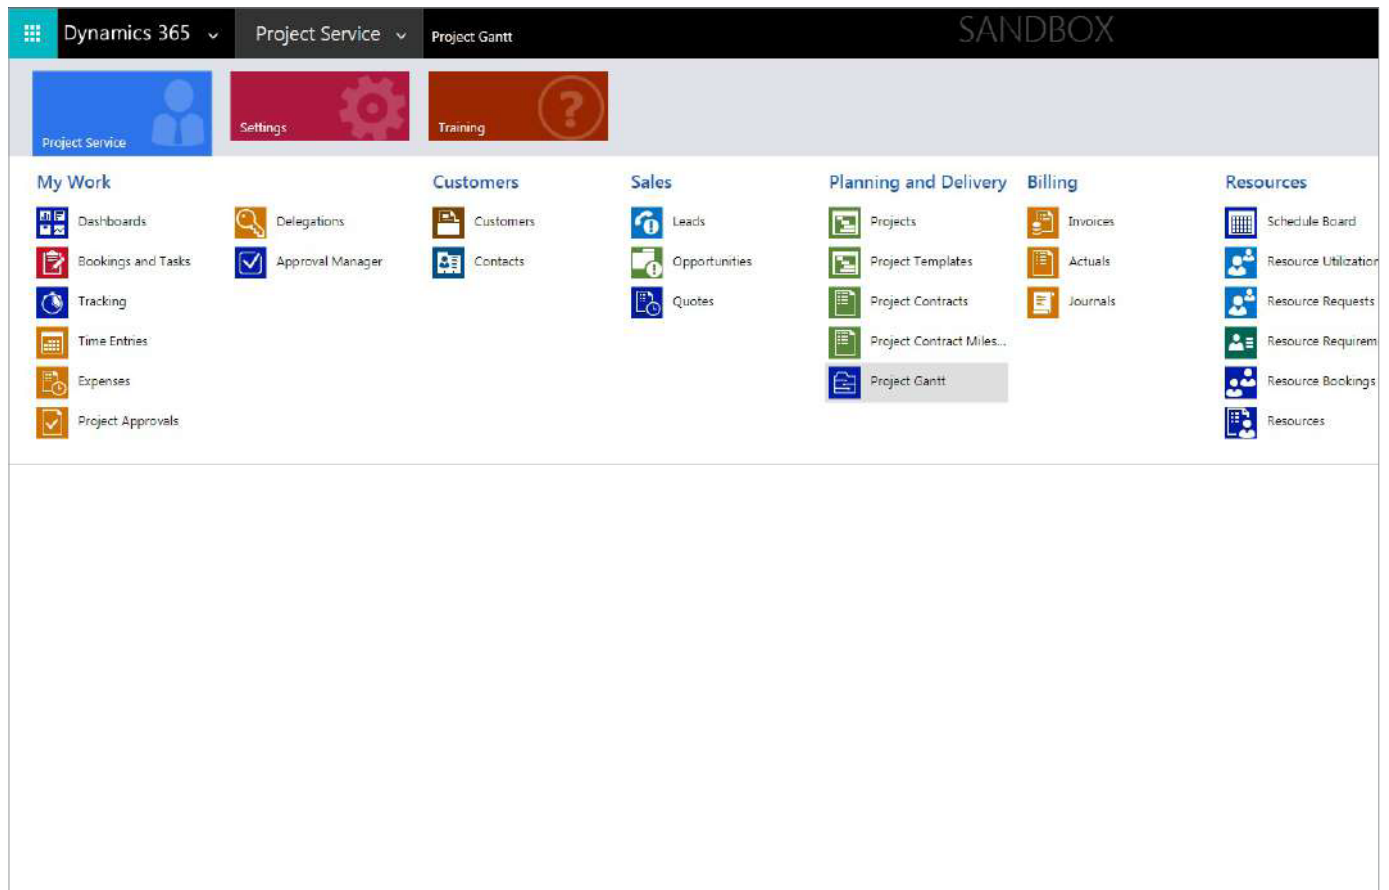 Dynamics 365
Project Service
Project Gantt
SANDBOX
Project Service
Settings
Training
?
My Work
Dashboards
Bookings and Tasks
Tracking
Time Entries
Expenses
Project Approvals
Delegations
Approval Manager
Customers
Customers
Contacts
Sales
Leads
Opportunities
Quotes
Planning and Delivery
Projects
Project Templates
Project Contracts
Project Contract Miles...
Project Gantt
Billing
Invoices
Actuals
Journals
Resources
Schedule Board
Resource Utilization
Resource Requests
Resource Requirem
Resource Bookings
Resources